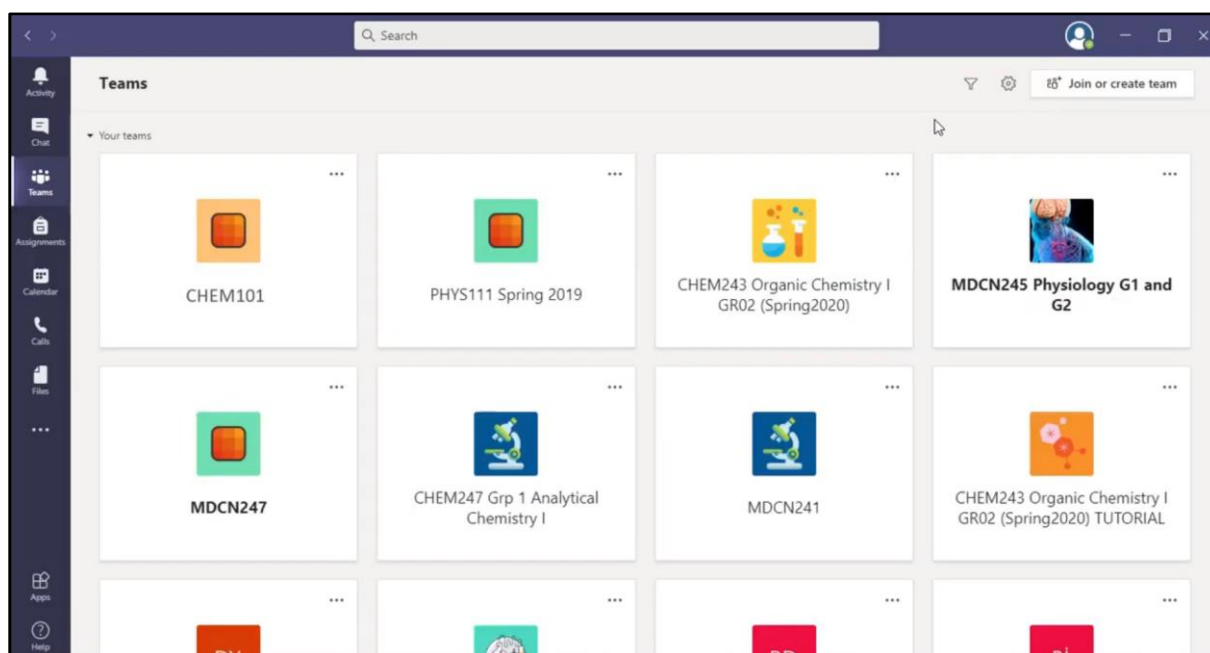 Search
Activity
Chat
Teams
Assignments
Calendar
Calls
Files
Apps
Help
Teams
Join or create team
Your teams
CHEM101
PHYS111 Spring 2019
CHEM243 Organic Chemistry I
GR02 (Spring2020)
MDCN245 Physiology G1 and
G2
MDCN247
CHEM247 Grp 1 Analytical
Chemistry I
MDCN241
CHEM243 Organic Chemistry I
GR02 (Spring2020) TUTORIAL